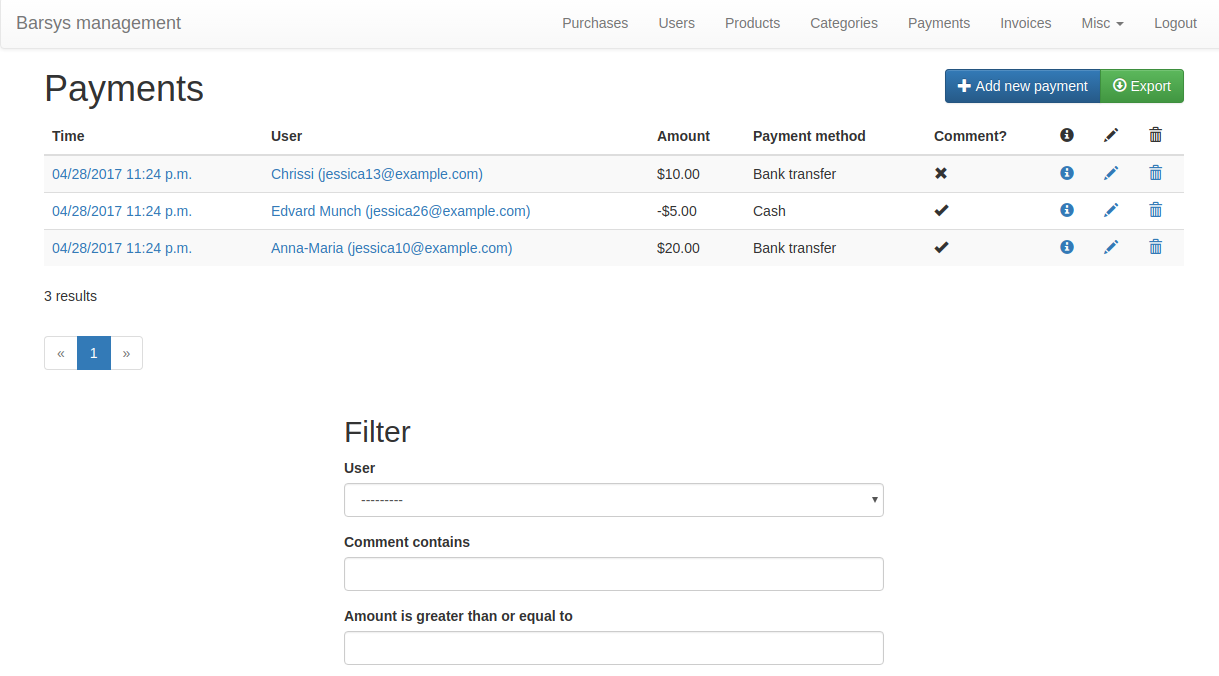 Barsys management Purchases Users Products Categories Payments Invoices Misc Logout
Payments Add new payment Export
Time User Amount Payment method Comment?
04/28/2017 11:24 p.m. Chrissi (jessica13@example.com) $10.00 Bank transfer
04/28/2017 11:24 p.m. Edvard Munch (jessica26@example.com) -$5.00 Cash
04/28/2017 11:24 p.m. Anna-Maria (jessica10@example.com) $20.00 Bank transfer
3 results
« 1 »
Filter
User
---------
Comment contains
Amount is greater than or equal to